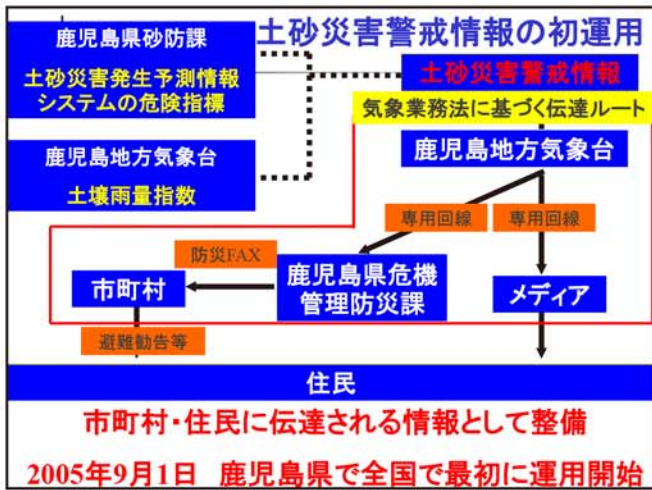 土砂災害警戒情報の初運用
鹿児島県砂防課
土砂災害発生予測情報
システムの危険指標
土砂災害警戒情報
気象業務法に基づく伝達ルート
鹿児島地方気象台
土壌雨量指数
鹿児島地方気象台
専用回線
専用回線
防災FAX
市町村
鹿児島県危機
管理防災課
メディア
避難勧告等
住民
市町村・住民に伝達される情報として整備
2005年9月1日 鹿児島県で全国で最初に運用開始